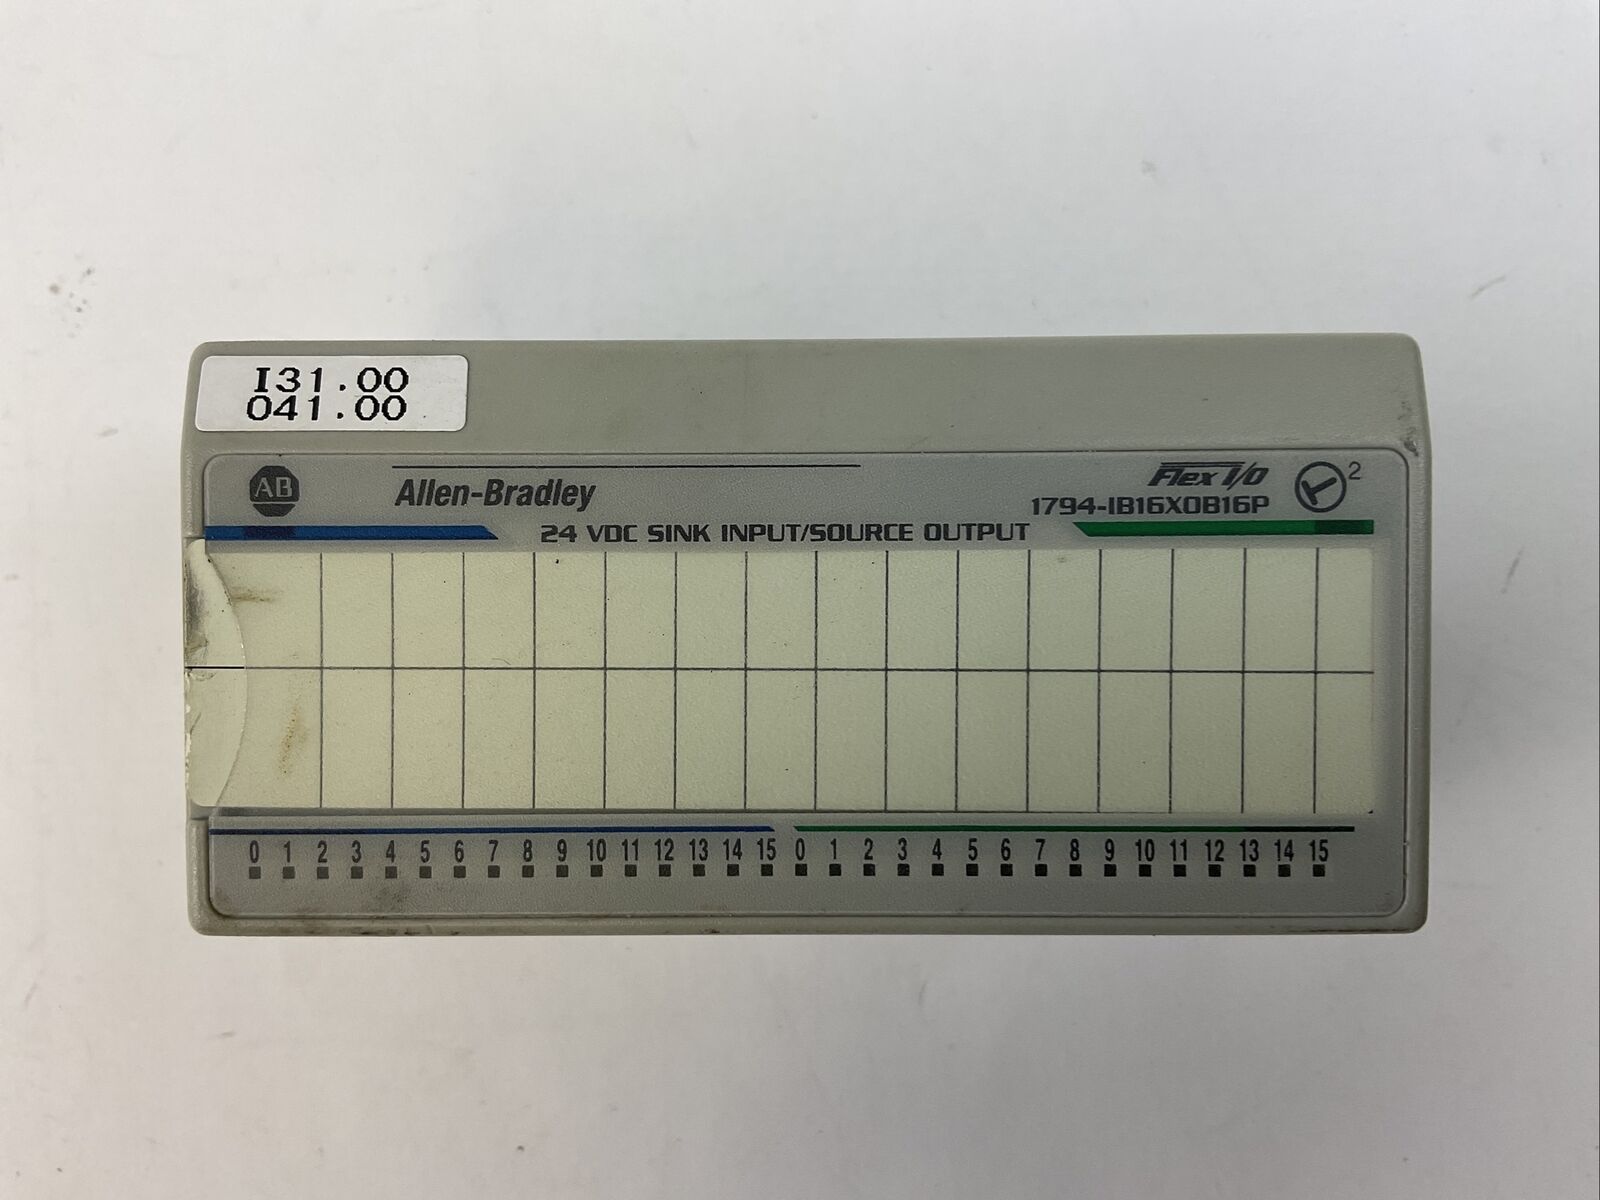 I31.00
O41.00
AB
Allen-Bradley
Flex I/O
1794-IB16XOB16P
2
24 VDC SINK INPUT/SOURCE OUTPUT
0 1 2 3 4 5 6 7 8 9 10 11 12 13 14 15 0 1 2 3 4 5 6 7 8 9 10 11 12 13 14 15